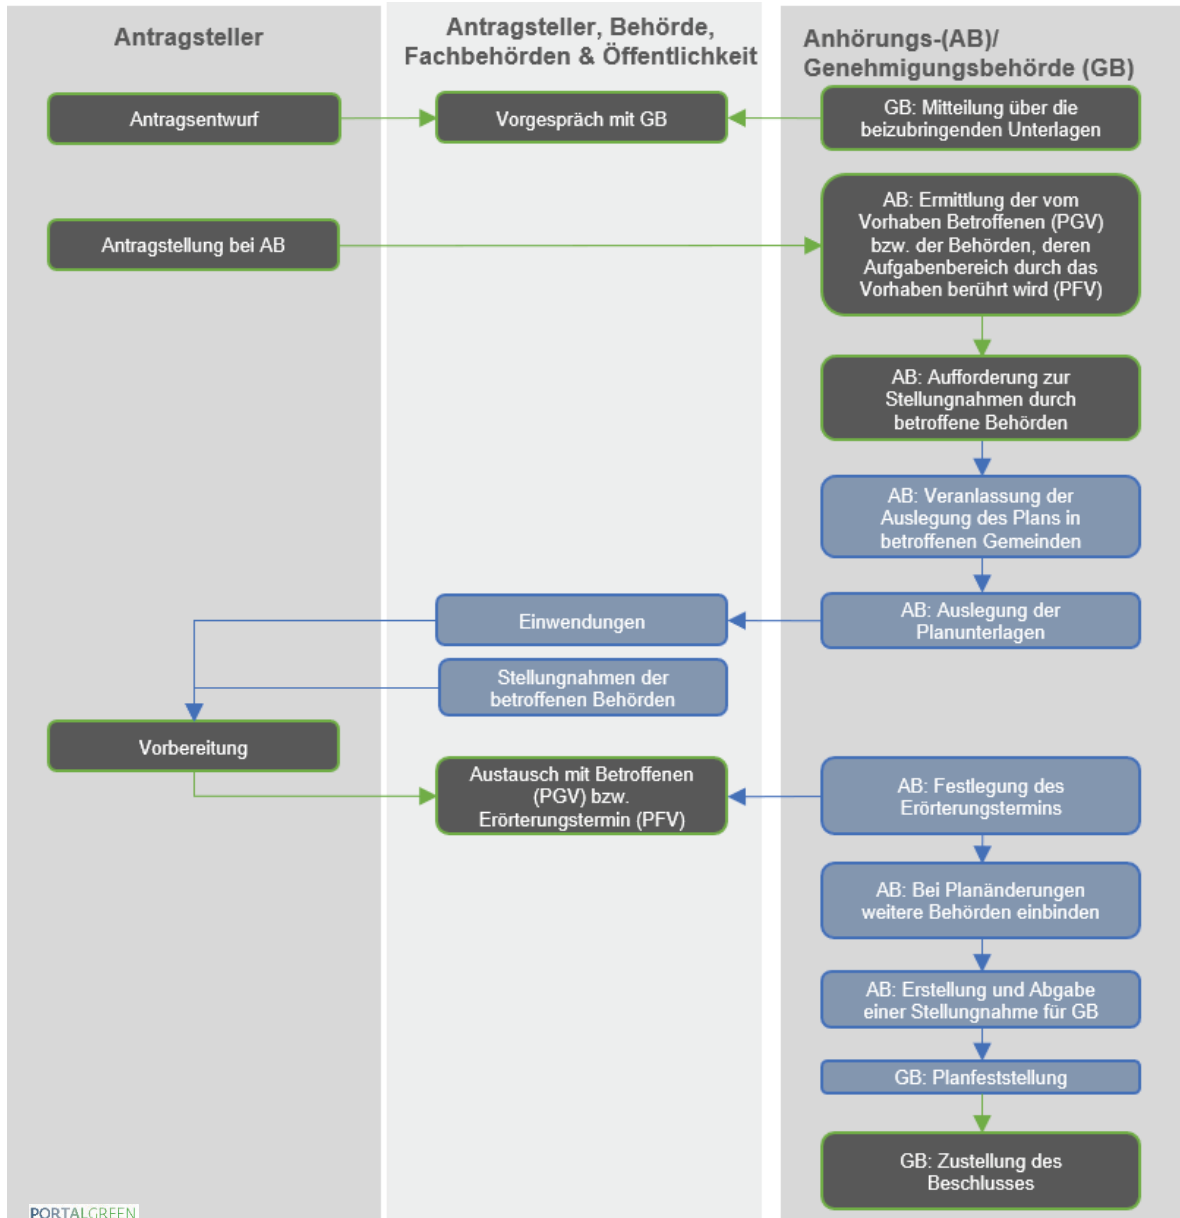 Antragsteller
Antragsteller, Behörde,
Fachbehörden & Öffentlichkeit
Anhörungs-(AB)/
Genehmigungsbehörde (GB)
Antragsentwurf
Vorgespräch mit GB
GB: Mitteilung über die
beizubringenden Unterlagen
Antragstellung bei AB
AB: Ermittlung der vom
Vorhaben Betroffenen (PGV)
bzw. der Behörden, deren
Aufgabenbereich durch das
Vorhaben berührt wird (PFV)
AB: Aufforderung zur
Stellungnahmen durch
betroffene Behörden
AB: Veranlassung der
Auslegung des Plans in
betroffenen Gemeinden
Einwendungen
AB: Auslegung der
Planunterlagen
Stellungnahmen der
betroffenen Behörden
Vorbereitung
Austausch mit Betroffenen
(PGV) bzw.
Erörterungstermin (PFV)
AB: Festlegung des
Erörterungstermins
AB: Bei Planänderungen
weitere Behörden einbinden
AB: Erstellung und Abgabe
einer Stellungnahme für GB
GB: Planfeststellung
GB: Zustellung des
Beschlusses
PORTALGREEN